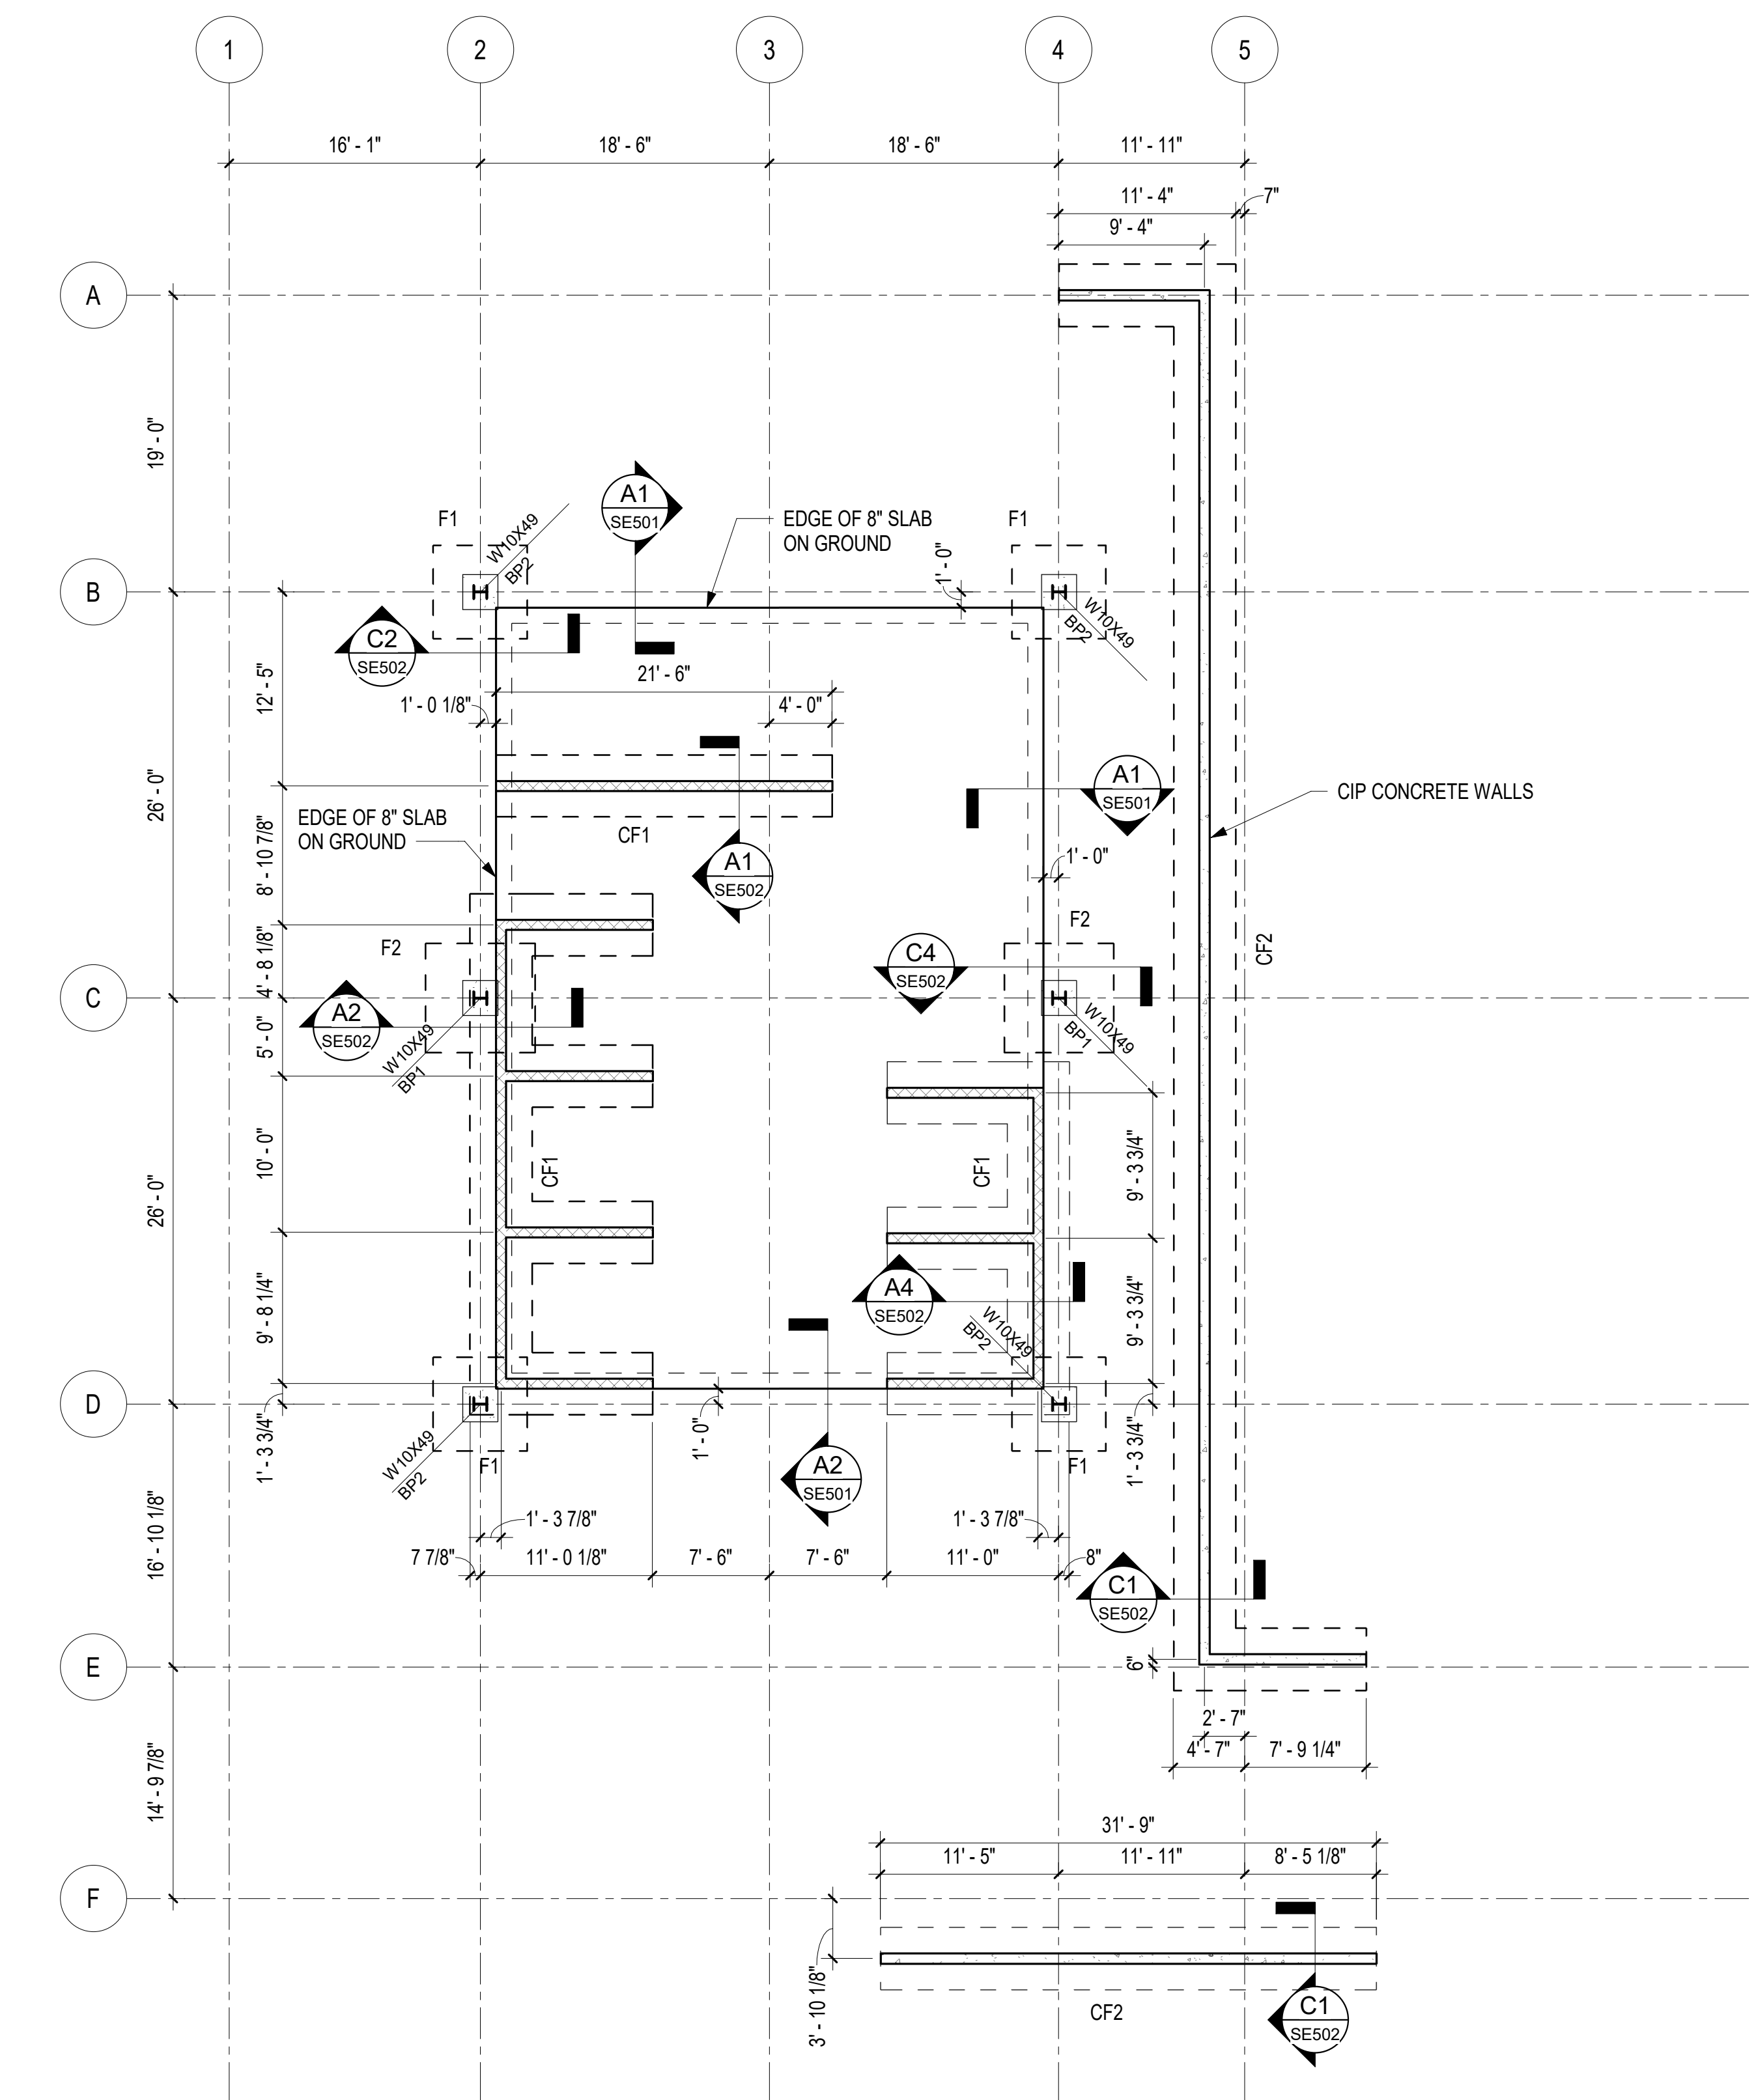 1
2
3
4
5
16' - 1"
18' - 6"
18' - 6"
11' - 11"
11' - 4"
7"
9' - 4"
A
19' - 0"
A1
SE501
F1
W10X49
BP2
EDGE OF 8" SLAB
ON GROUND
F1
1' - 0"
B
W10X49
BP2
C2
SE502
12' - 5"
21' - 6"
1' - 0 1/8"
4' - 0"
26' - 0"
A1
SE501
CIP CONCRETE WALLS
EDGE OF 8" SLAB
ON GROUND
CF1
8' - 10 7/8"
A1
SE502
1' - 0"
F2
F2
4' - 8 1/8"
C4
SE502
CF2
C
A2
SE502
5' - 0"
W10X49
BP1
W10X49
BP1
10' - 0"
CF1
CF1
9' - 3 3/4"
26' - 0"
9' - 8 1/4"
A4
SE502
9' - 3 3/4"
W10X49
BP2
D
1' - 3 3/4"
W10X49
BP2
F1
1' - 0"
A2
SE501
F1
1' - 3 3/4"
16' - 10 1/8"
1' - 3 7/8"
1' - 3 7/8"
7 7/8"
11' - 0 1/8"
7' - 6"
7' - 6"
11' - 0"
8"
C1
SE502
E
6"
2' - 7"
4' - 7"
7' - 9 1/4"
14' - 9 7/8"
31' - 9"
11' - 5"
11' - 11"
8' - 5 1/8"
F
3' - 10 1/8"
CF2
C1
SE502